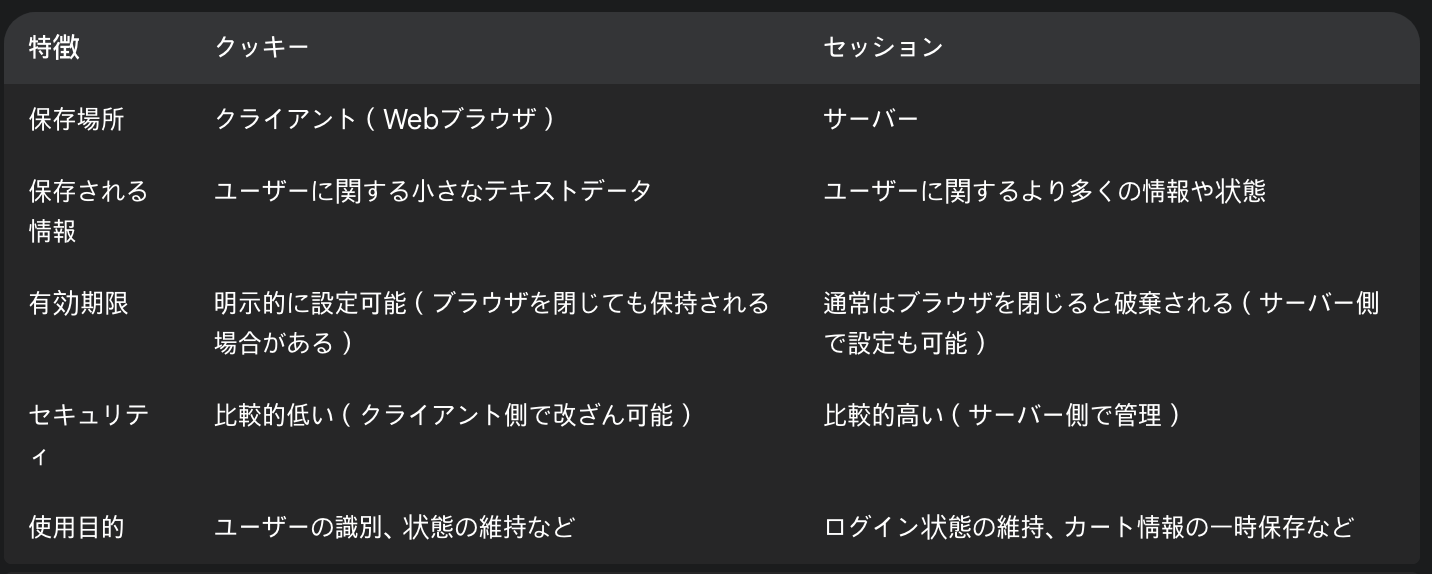 特徴 クッキー セッション
保存場所 クライアント ( Webブラウザ ) サーバー
保存される ユーザーに関する小さなテキストデータ ユーザーに関するより多くの情報や状態
情報
有効期限 明示的に設定可能 ( ブラウザを閉じても保持される 通常はブラウザを閉じると破棄される ( サーバー側
場合がある ) で設定も可能 )
セキュリテ 比較的低い ( クライアント側で改ざん可能 ) 比較的高い ( サーバー側で管理 )
ィ
使用目的 ユーザーの識別、状態の維持など ログイン状態の維持、カート情報の一時保存など